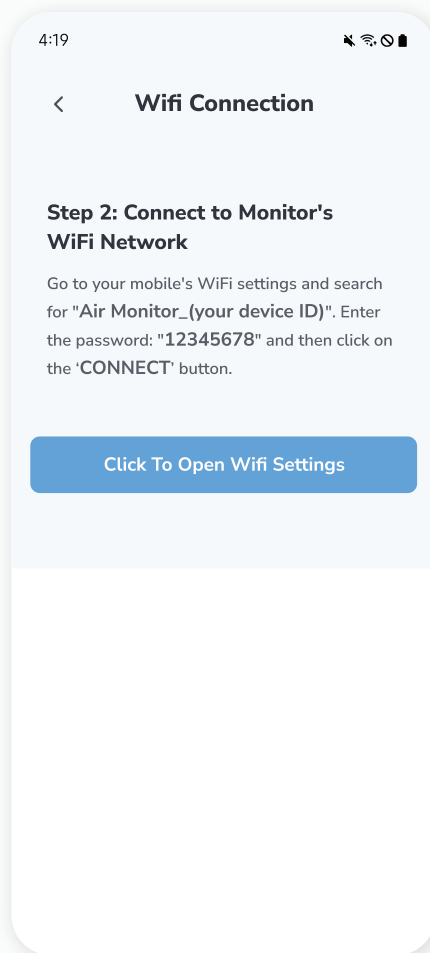 4:19
Wifi Connection
Step 2: Connect to Monitor's
WiFi Network
Go to your mobile's WiFi settings and search
for "Air Monitor_(your device ID)". Enter
the password: "12345678" and then click on
the ‘CONNECT’ button.
Click To Open Wifi Settings